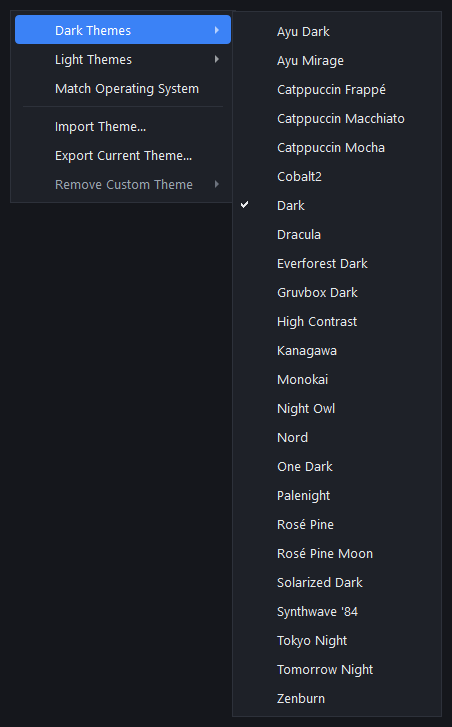 Dark Themes
Light Themes
Match Operating System
Import Theme...
Export Current Theme...
Remove Custom Theme
Ayu Dark
Ayu Mirage
Catppuccin Frappé
Catppuccin Macchiato
Catppuccin Mocha
Cobalt2
Dark
Dracula
Everforest Dark
Gruvbox Dark
High Contrast
Kanagawa
Monokai
Night Owl
Nord
One Dark
Palenight
Rosé Pine
Rosé Pine Moon
Solarized Dark
Synthwave '84
Tokyo Night
Tomorrow Night
Zenburn